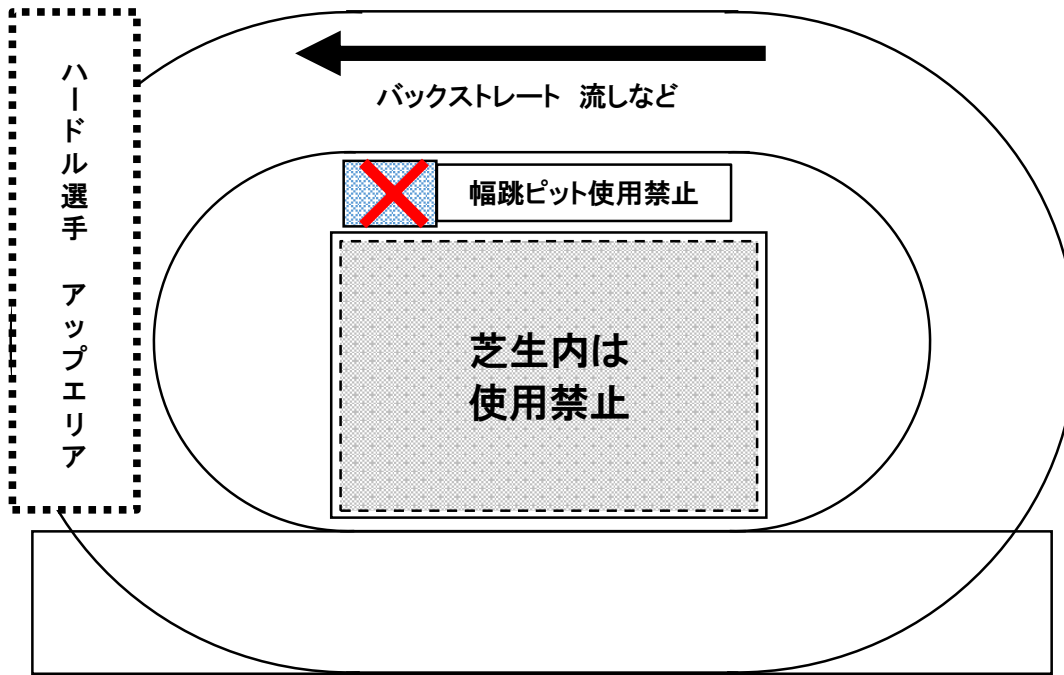 ハードル選手　アップエリア
バックストレート　流しなど
幅跳ピット使用禁止
芝生内は
使用禁止